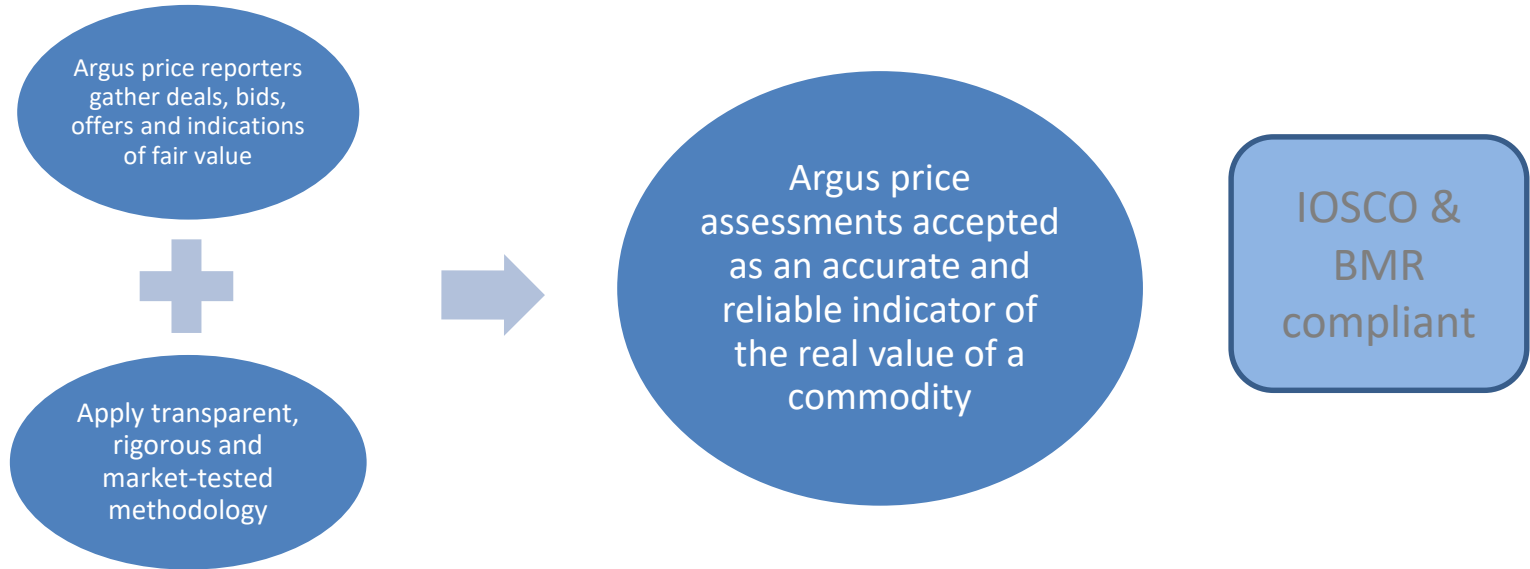 Argus price reporters
gather deals, bids,
offers and indications
of fair value
Apply transparent,
rigorous and
market-tested
methodology
Argus price
assessments accepted
as an accurate and
reliable indicator of
the real value of a
commodity
IOSCO &
BMR
compliant